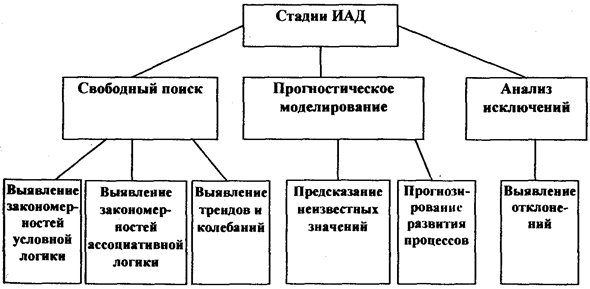 Стадии ИАД
Свободный поиск
Прогностическое
моделирование
Анализ
исключений
Выявление
закономер-
ностей
условной
логики
Выявление
закономер-
ностей
ассоциативной
логики
Выявление
трендов и
колебаний
Предсказание
неизвестных
значений
Прогнози-
рование
развития
процессов
Выявление
отклоне-
ний